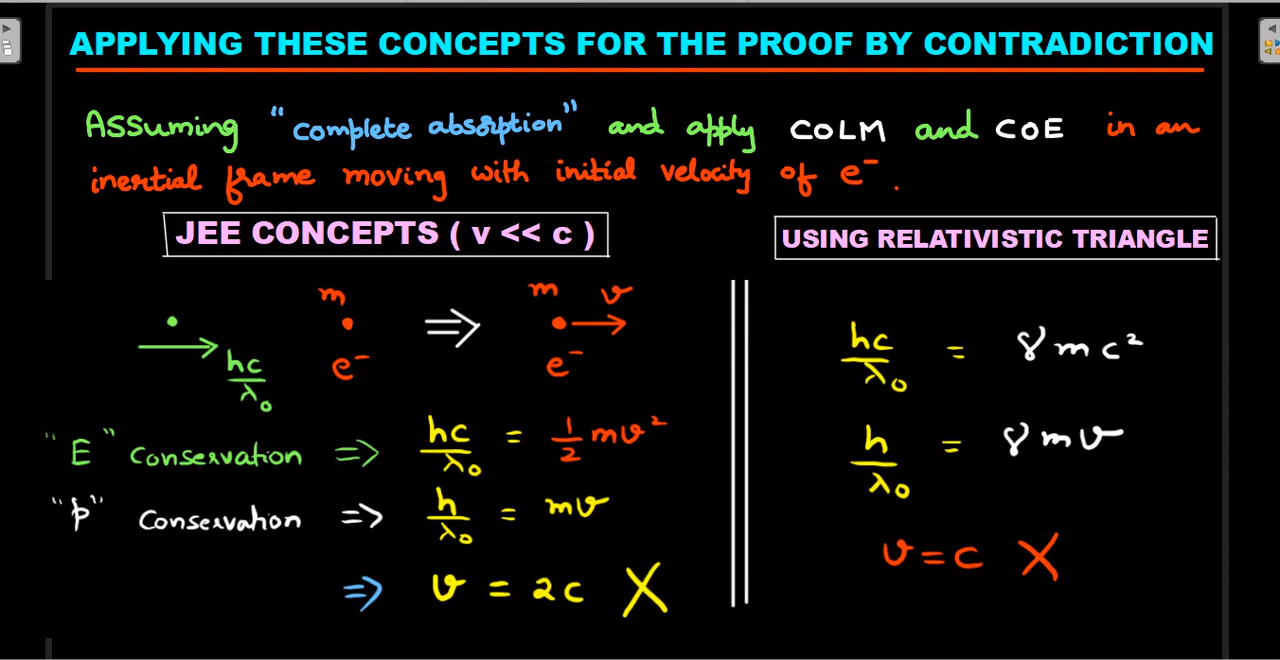 APPLYING THESE CONCEPTS FOR THE PROOF BY CONTRADICTION
Assuming "complete absorption" and apply COLM and COE in an
inertial frame moving with initial velocity of e⁻.
JEE CONCEPTS ( v << c )
m ⇒ m v
hc/λ₀ e⁻ e⁻
"E" Conservation ⇒ hc/λ₀ = 1/2 mv²
"p" Conservation ⇒ h/λ₀ = mv
⇒ v = 2c X
USING RELATIVISTIC TRIANGLE
hc/λ₀ = γmc²
h/λ₀ = γmv
v = c X